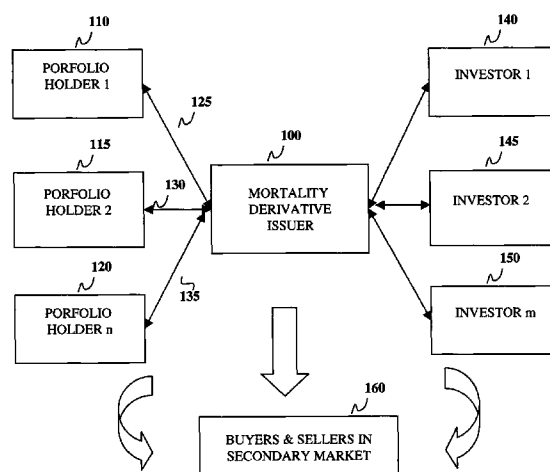 110
PORFOLIO
HOLDER 1
125
140
INVESTOR 1
115
PORFOLIO
HOLDER 2
130
100
MORTALITY
DERIVATIVE
ISSUER
145
INVESTOR 2
120
PORFOLIO
HOLDER n
135
150
INVESTOR m
160
BUYERS & SELLERS IN
SECONDARY MARKET